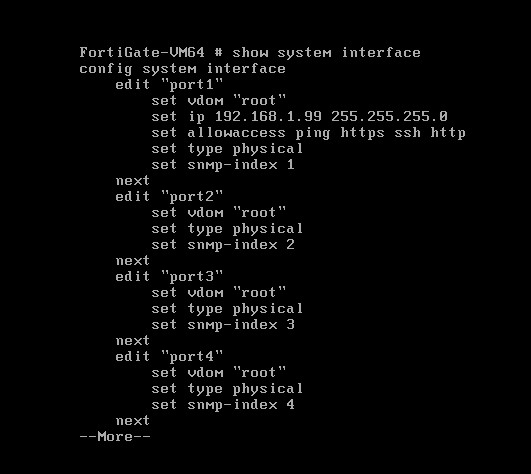 FortiGate-VM64 # show system interface
config system interface
    edit "port1"
        set vdom "root"
        set ip 192.168.1.99 255.255.255.0
        set allowaccess ping https ssh http
        set type physical
        set snmp-index 1
    next
    edit "port2"
        set vdom "root"
        set type physical
        set snmp-index 2
    next
    edit "port3"
        set vdom "root"
        set type physical
        set snmp-index 3
    next
    edit "port4"
        set vdom "root"
        set type physical
        set snmp-index 4
    next
--More--